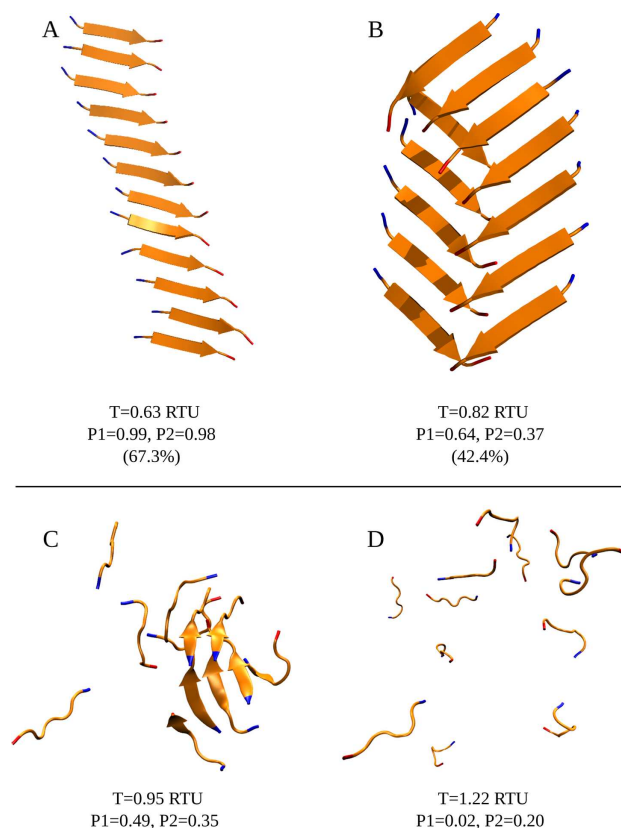 A
B
T=0.63 RTU
P1=0.99, P2=0.98
(67.3%)
T=0.82 RTU
P1=0.64, P2=0.37
(42.4%)
C
D
T=0.95 RTU
P1=0.49, P2=0.35
T=1.22 RTU
P1=0.02, P2=0.20